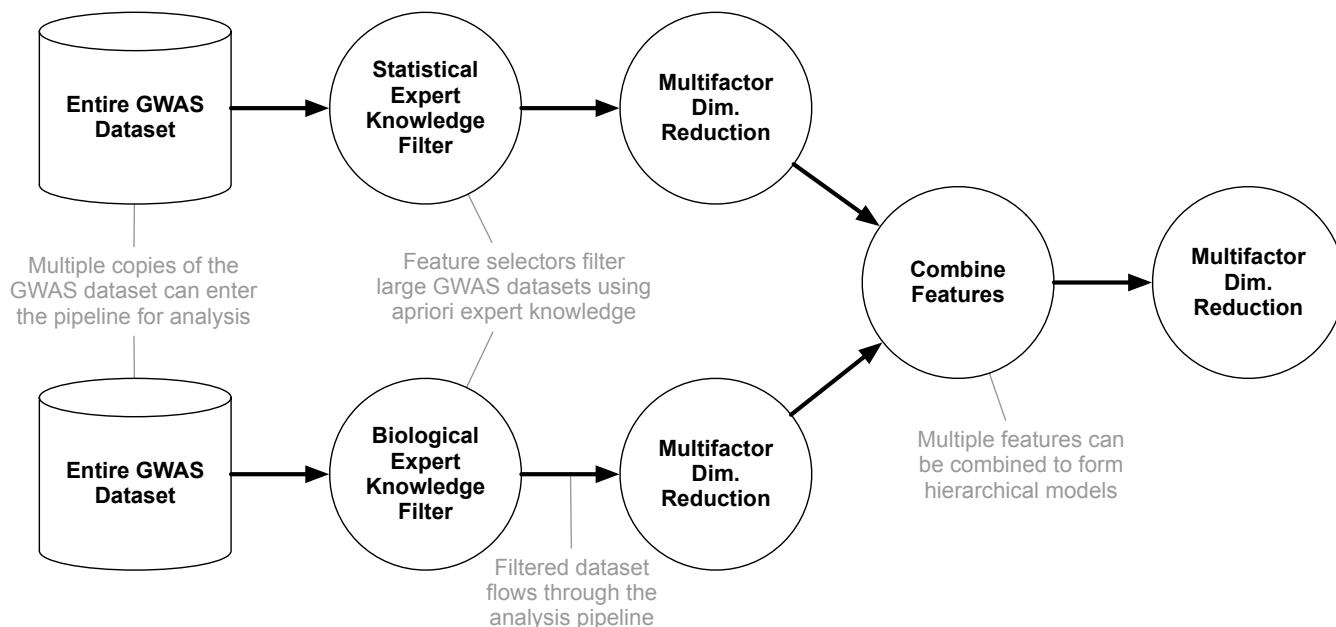 Entire GWAS
Dataset
Statistical
Expert
Knowledge
Filter
Multifactor
Dim.
Reduction
Multiple copies of the
GWAS dataset can enter
the pipeline for analysis
Feature selectors filter
large GWAS datasets using
apriori expert knowledge
Combine
Features
Multifactor
Dim.
Reduction
Entire GWAS
Dataset
Biological
Expert
Knowledge
Filter
Multifactor
Dim.
Reduction
Multiple features can
be combined to form
hierarchical models
Filtered dataset
flows through the
analysis pipeline